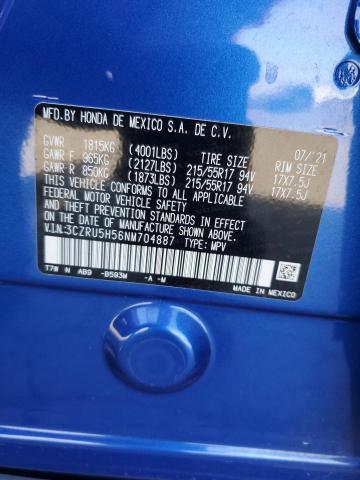 MFD.BY HONDA DE MEXICO S.A. DE C.V.
GVWR 1815KG (4001LBS) TIRE SIZE 07/'21 RIM SIZE
GAWR F 965KG (2127LBS) 215/55R17 94V 17X7.5J
GAWR R 850KG (1873LBS) 215/55R17 94V 17X7.5J
THIS VEHICLE CONFORMS TO ALL APPLICABLE
FEDERAL MOTOR VEHICLE SAFETY AND THEFT
PREVENTION STANDARDS IN EFFECT ON THE
DATE OF MANUFACTURE SHOWN ABOVE.
V.I.N:3CZRU5H56NM704887 TYPE: MPV
T7W N AB9 -B593M -A -M
MADE IN MEXICO